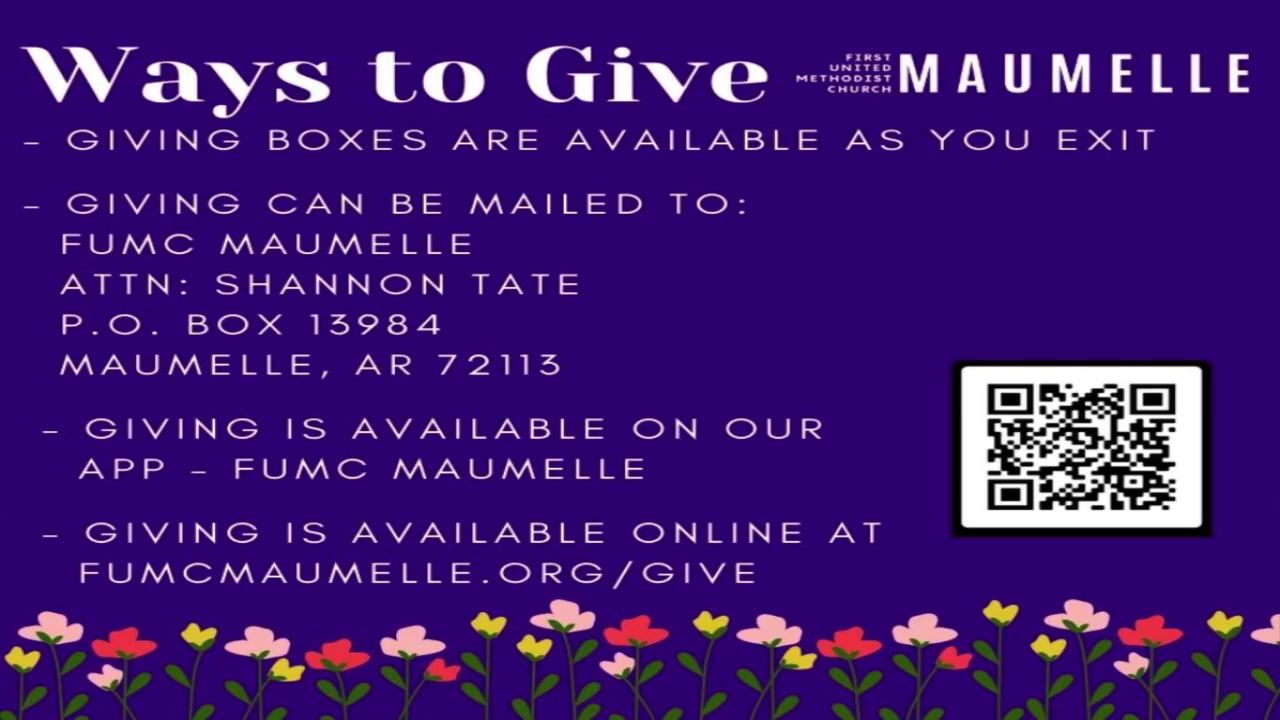 Ways to Give
FIRST
UNITED
METHODIST
CHURCH
MAUMELLE
- GIVING BOXES ARE AVAILABLE AS YOU EXIT
- GIVING CAN BE MAILED TO:
FUMC MAUMELLE
ATTN: SHANNON TATE
P.O. BOX 13984
MAUMELLE, AR 72113
- GIVING IS AVAILABLE ON OUR
APP - FUMC MAUMELLE
- GIVING IS AVAILABLE ONLINE AT
FUMCMAUMELLE.ORG/GIVE